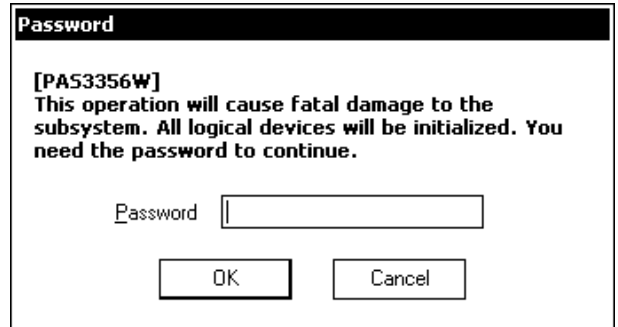 Password
[PAS3356W]
This operation will cause fatal damage to the
subsystem. All logical devices will be initialized. You
need the password to continue.
Password
OK Cancel